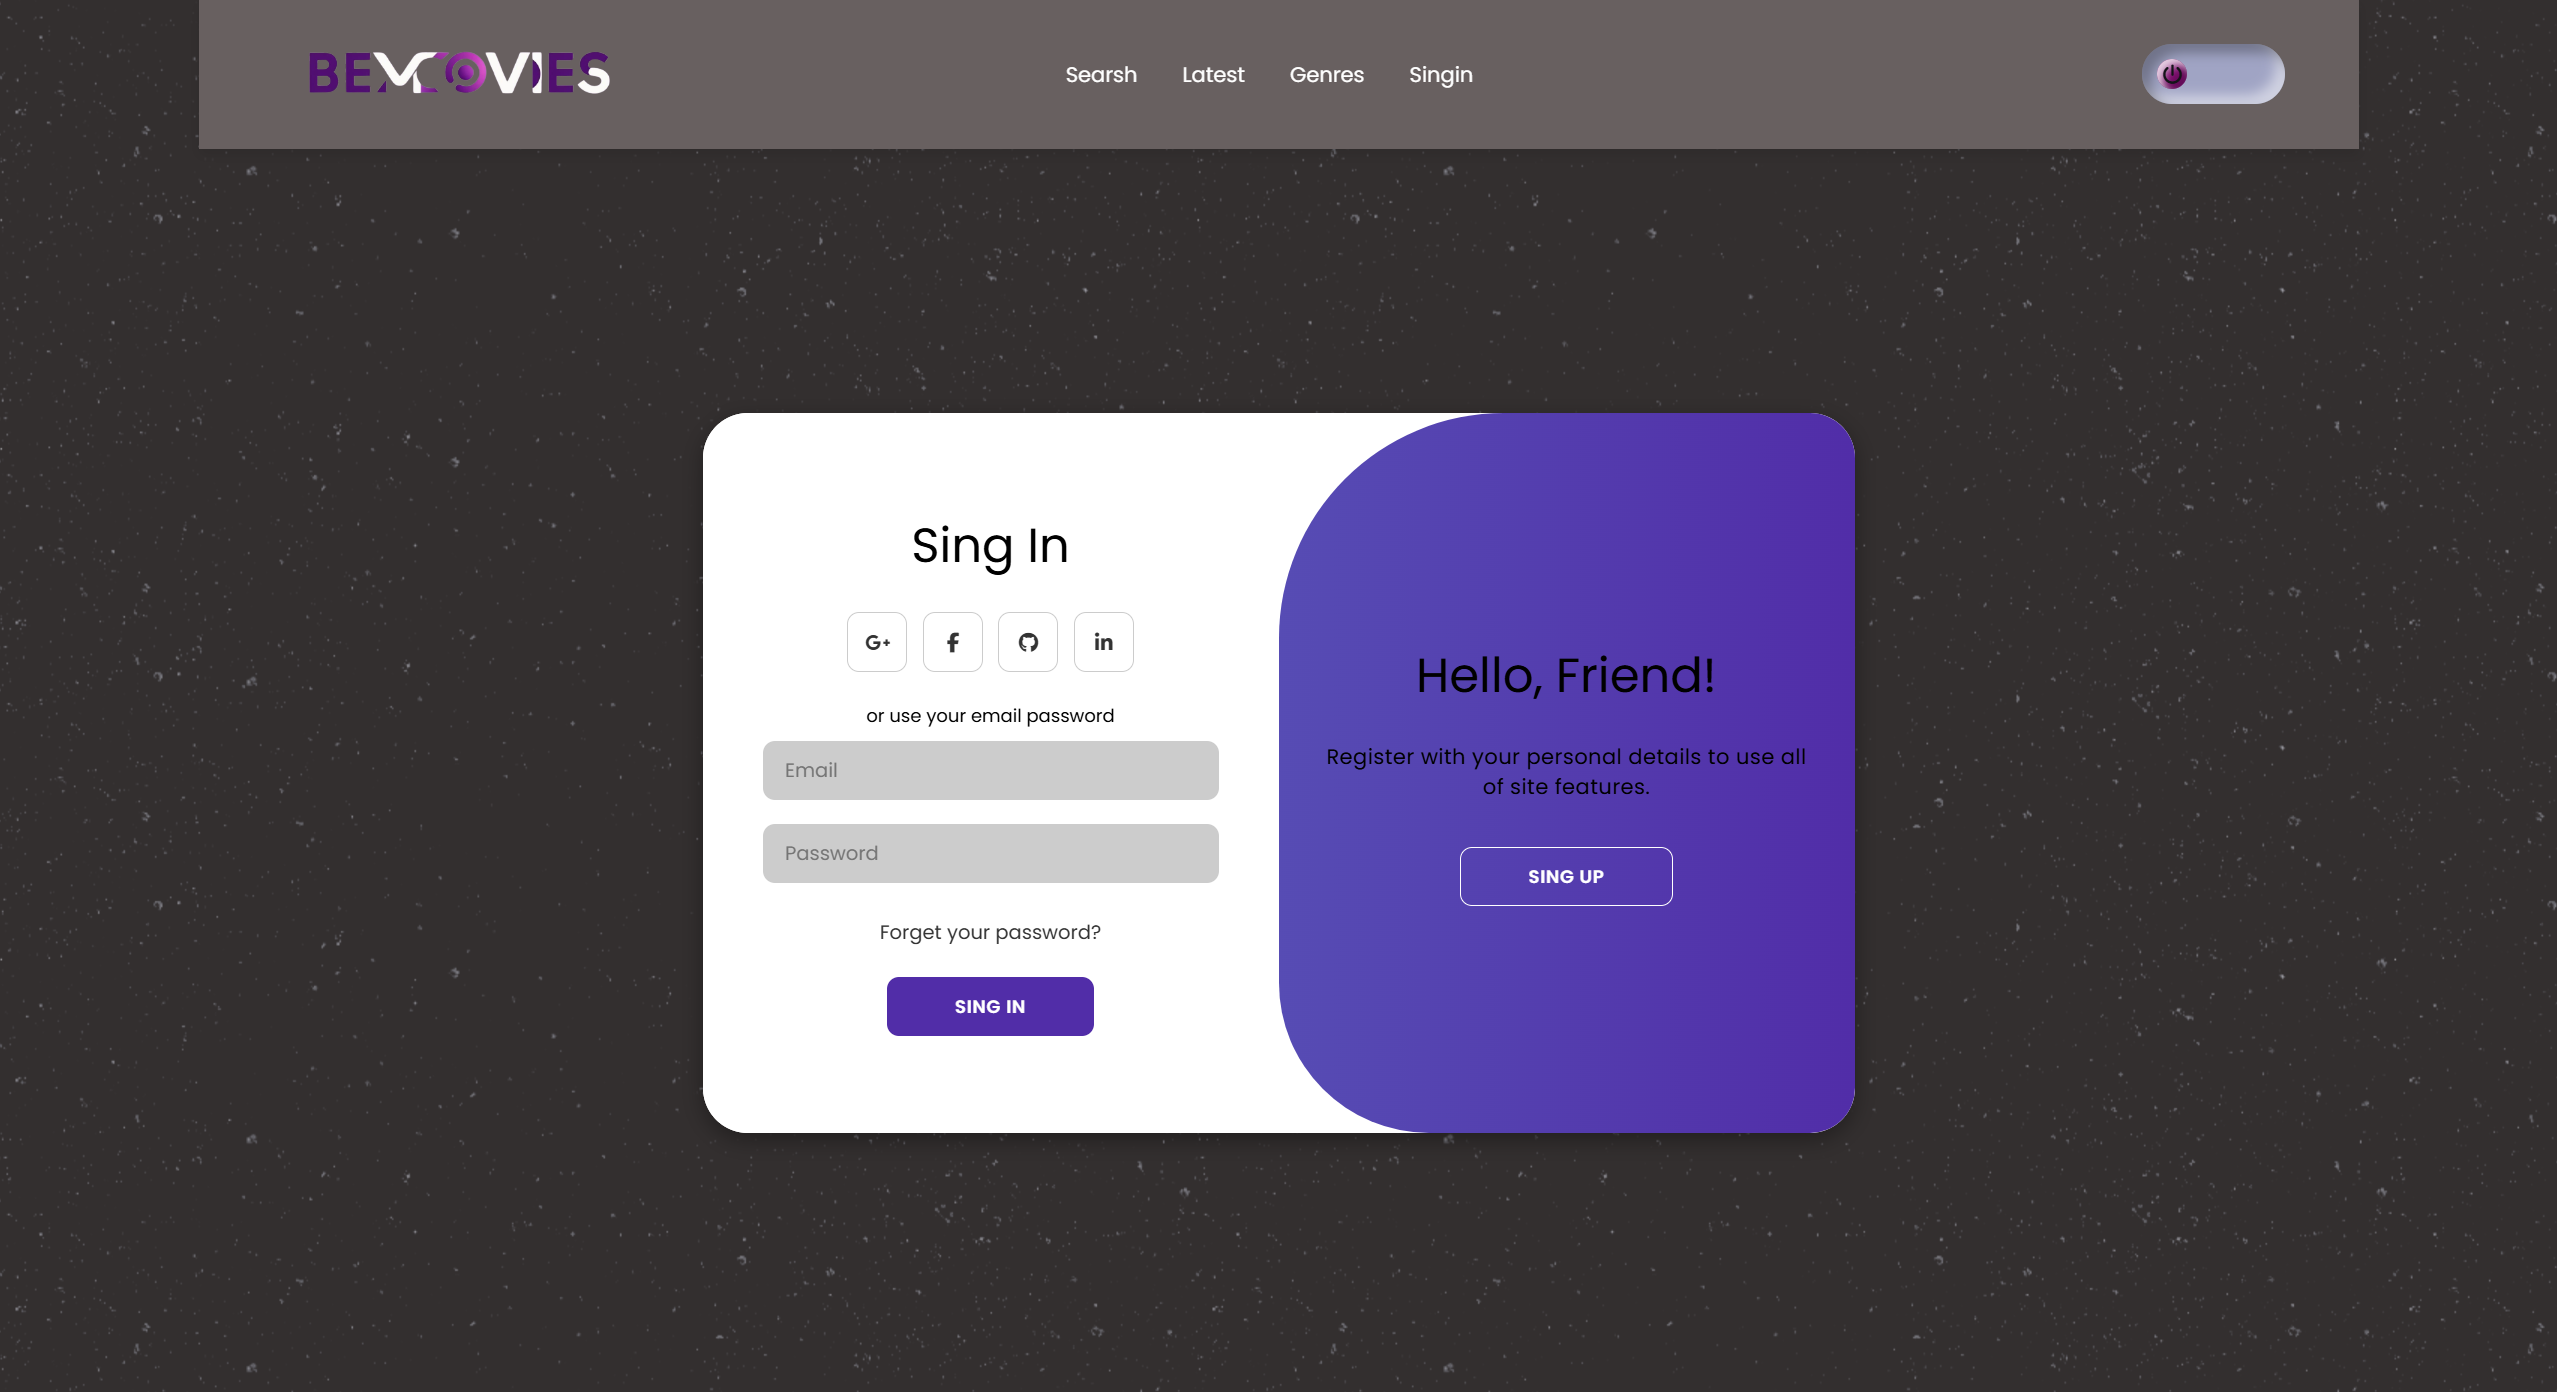 BEMOVIES
Searsh Latest Genres Singin
Sing In
G+ f in
or use your email password
Email
Password
Forget your password?
SING IN
Hello, Friend!
Register with your personal details to use all
of site features.
SING UP